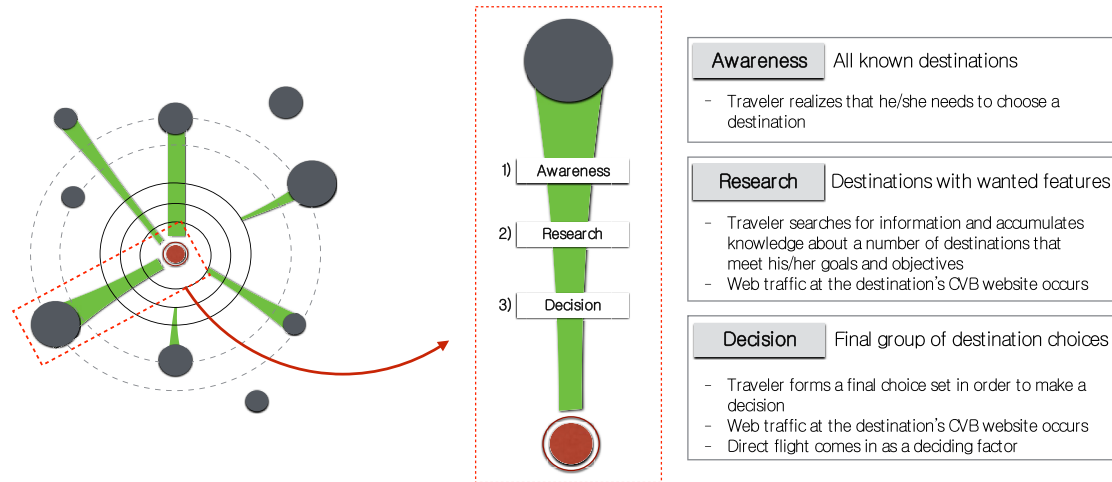 1) Awareness
2) Research
3) Decision
Awareness All known destinations
- Traveler realizes that he/she needs to choose a
destination
Research Destinations with wanted features
- Traveler searches for information and accumulates
knowledge about a number of destinations that
meet his/her goals and objectives
- Web traffic at the destination's CVB website occurs
Decision Final group of destination choices
- Traveler forms a final choice set in order to make a
decision
- Web traffic at the destination's CVB website occurs
- Direct flight comes in as a deciding factor